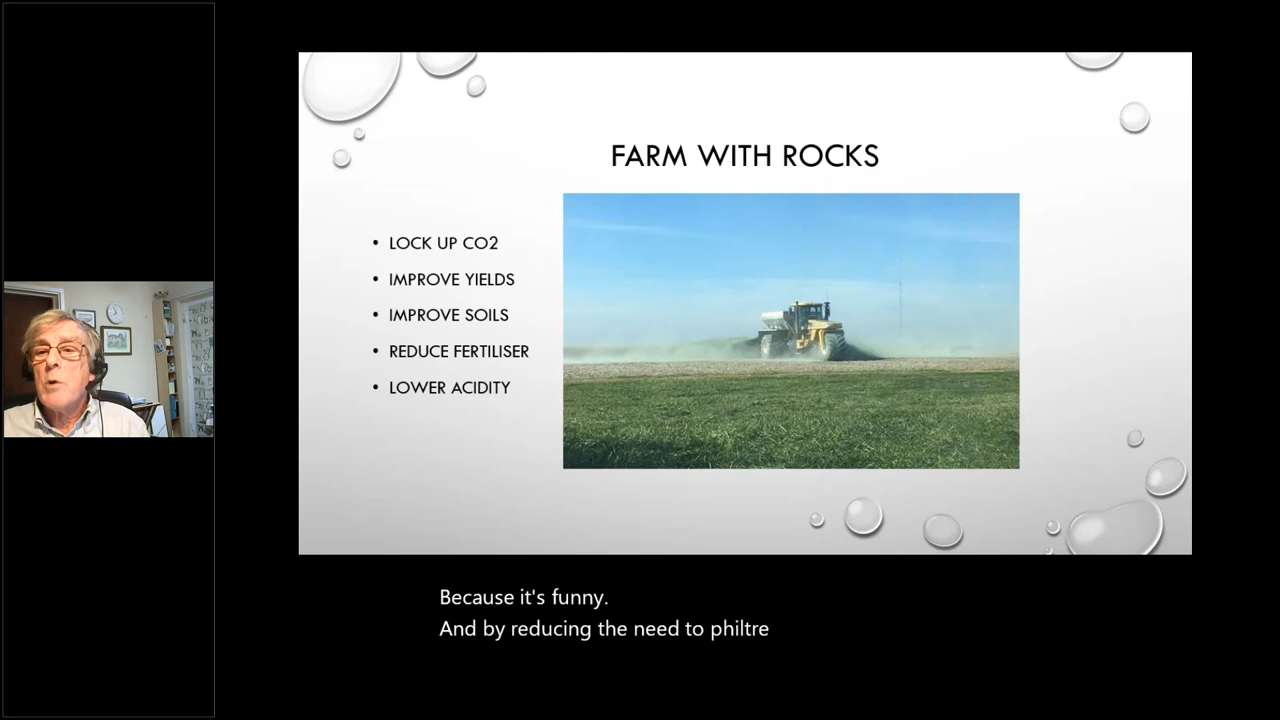 FARM WITH ROCKS
• LOCK UP CO2
• IMPROVE YIELDS
• IMPROVE SOILS
• REDUCE FERTILISER
• LOWER ACIDITY
Because it's funny.
And by reducing the need to philtre